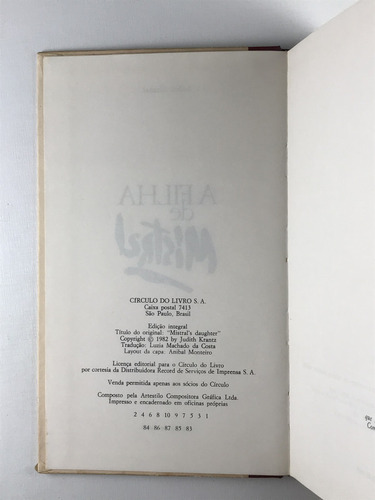 CÍRCULO DO LIVRO S. A.
Caixa postal 7413
São Paulo, Brasil
Edição integral
Título do original: "Mistral's daughter"
Copyright © 1982 by Judith Krantz
Tradução: Luzia Machado da Costa
Layout da capa: Aníbal Monteiro
Licença editorial para o Círculo do Livro
por cortesia da Distribuidora Record de Serviços de Imprensa S. A.
Venda permitida apenas aos sócios do Círculo
Composto pela Artestilo Compositora Gráfica Ltda.
Impresso e encadernado em oficinas próprias
2 4 6 8 10 9 7 5 3 1
84 86 87 85 83
A FILHA
de
Mistral